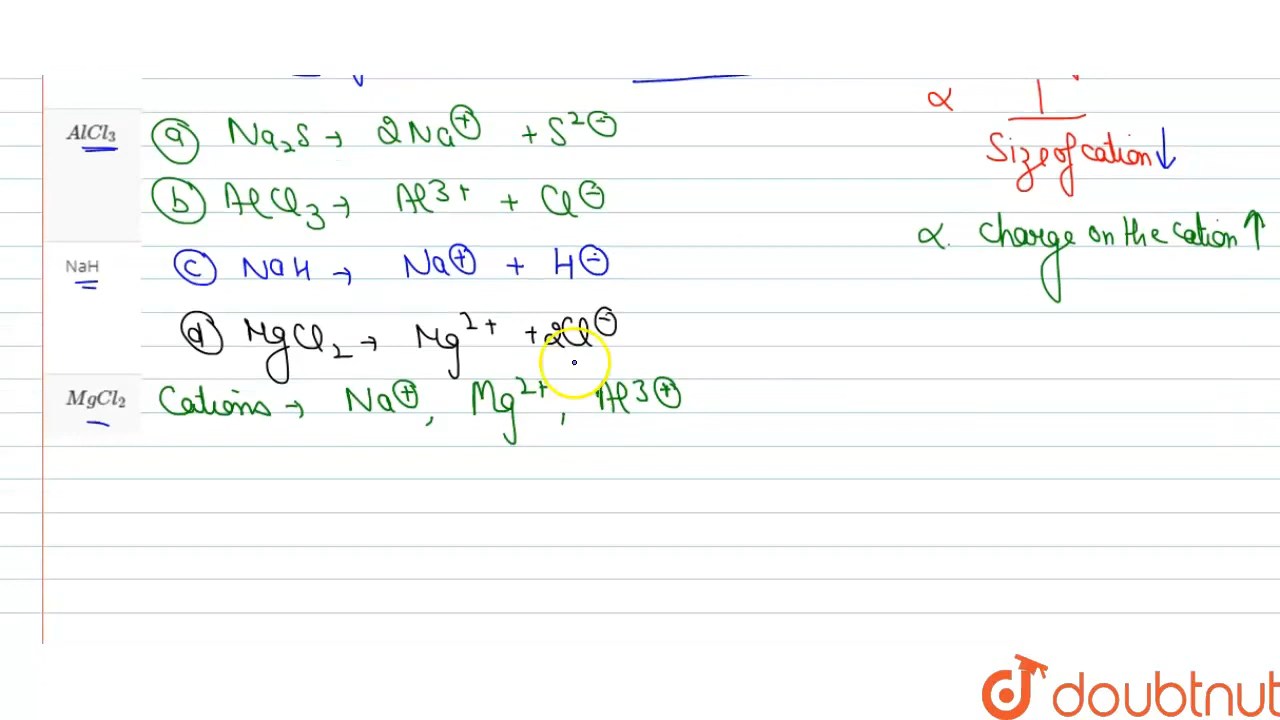 AlCl₃
(a) Na₂S → 2Na⊕ + S²⊖
(b) AlCl₃ → Al³⁺ + Cl⊖
NaH
(c) NaH → Na⊕ + H⊖
(d) MgCl₂ → Mg²⁺ + 2Cl⊖
MgCl₂
Cations → Na⊕, Mg²⁺, Al³⊕
∝ 1
Size of cation ↓
∝ charge on the cation ↑
doubtnut